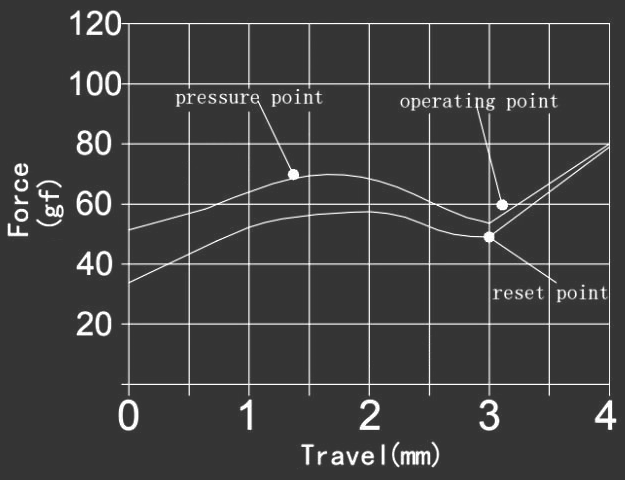 120
100
pressure point
operating point
80
Force
(gf)
60
40
reset point
20
0 1 2 3 4
Travel(mm)